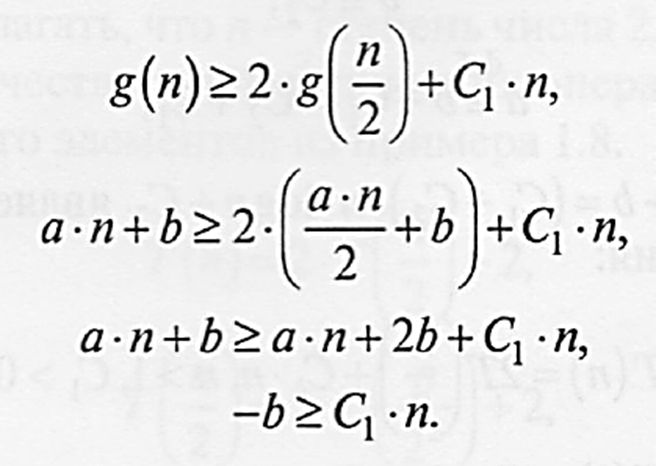 g(n) ≥ 2 · g(n/2) + C₁ · n,
a · n + b ≥ 2 · (a · n/2 + b) + C₁ · n,
a · n + b ≥ a · n + 2b + C₁ · n,
−b ≥ C₁ · n.